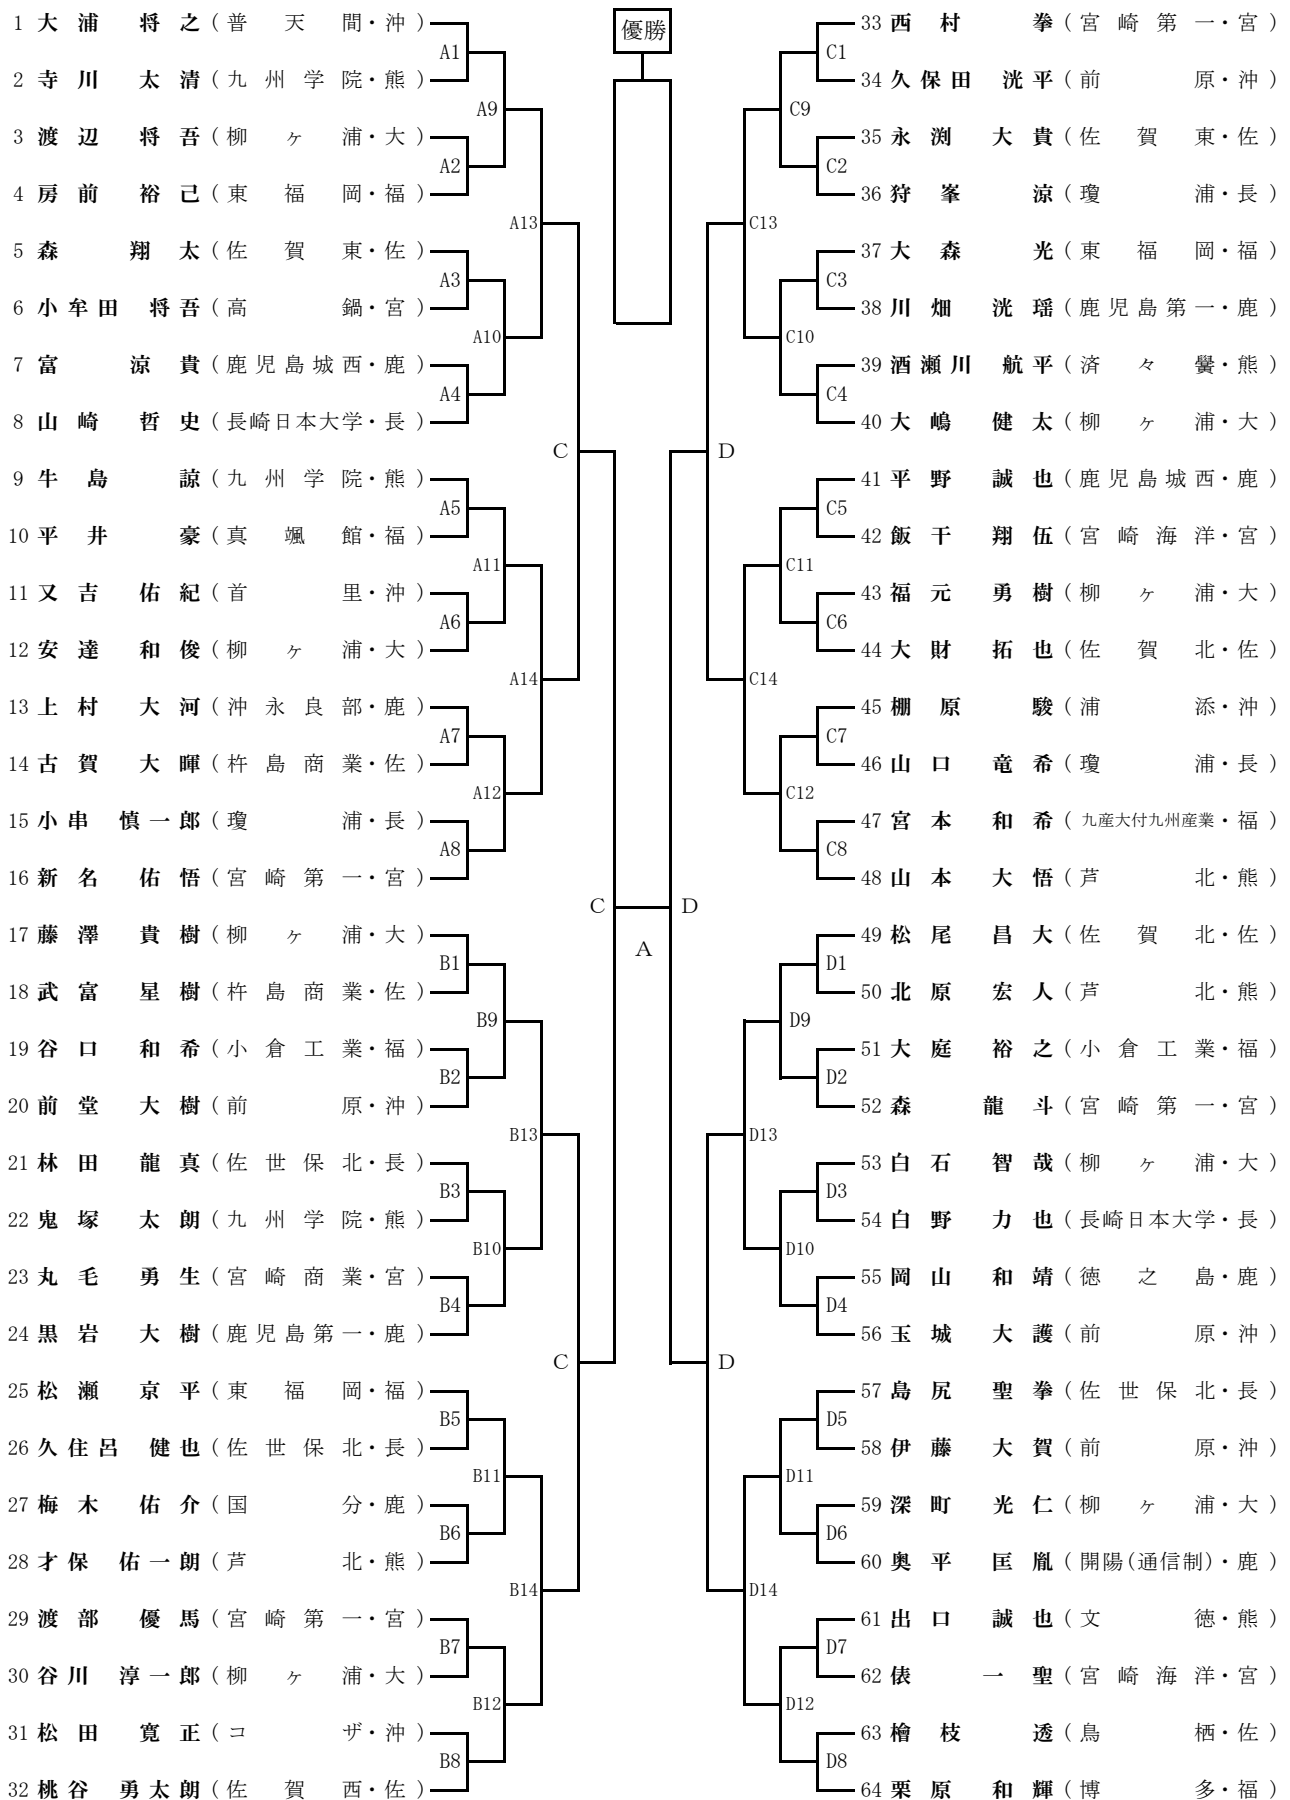 優勝
1 大浦 将之 (普天間・沖)
2 寺川 太清 (九州学院・熊)
3 渡辺 将吾 (柳ヶ浦・大)
4 房前 裕己 (東福岡・福)
5 森 翔太 (佐賀東・佐)
6 小牟田 将吾 (高鍋・宮)
7 富 涼貴 (鹿児島城西・鹿)
8 山崎 哲史 (長崎日本大学・長)
9 牛島 諒 (九州学院・熊)
10 平井 豪 (真颯館・福)
11 又吉 佑紀 (首里・沖)
12 安達 和俊 (柳ヶ浦・大)
13 上村 大河 (沖永良部・鹿)
14 古賀 大暉 (杵島商業・佐)
15 小串 慎一郎 (瓊浦・長)
16 新名 佑悟 (宮崎第一・宮)
17 藤澤 貴樹 (柳ヶ浦・大)
18 武富 星樹 (杵島商業・佐)
19 谷口 和希 (小倉工業・福)
20 前堂 大樹 (前原・沖)
21 林田 龍真 (佐世保北・長)
22 鬼塚 太朗 (九州学院・熊)
23 丸毛 勇生 (宮崎商業・宮)
24 黒岩 大樹 (鹿児島第一・鹿)
25 松瀬 京平 (東福岡・福)
26 久住呂 健也 (佐世保北・長)
27 梅木 佑介 (国分・鹿)
28 才保 佑一朗 (芦北・熊)
29 渡部 優馬 (宮崎第一・宮)
30 谷川 淳一郎 (柳ヶ浦・大)
31 松田 寛正 (コザ・沖)
32 桃谷 勇太朗 (佐賀西・佐)
A1
A2
A3
A4
A5
A6
A7
A8
A9
A10
A11
A12
A13
A14
B1
B2
B3
B4
B5
B6
B7
B8
B9
B10
B11
B12
B13
B14
C
C
C
A
D
D
D
C1
C2
C3
C4
C5
C6
C7
C8
C9
C10
C11
C12
C13
C14
D1
D2
D3
D4
D5
D6
D7
D8
D9
D10
D11
D12
D13
D14
33 西村 拳 (宮崎第一・宮)
34 久保田 洸平 (前原・沖)
35 永渕 大貴 (佐賀東・佐)
36 狩峯 涼 (瓊浦・長)
37 大森 光 (東福岡・福)
38 川畑 洸瑶 (鹿児島第一・鹿)
39 酒瀬川 航平 (済々黌・熊)
40 大嶋 健太 (柳ヶ浦・大)
41 平野 誠也 (鹿児島城西・鹿)
42 飯干 翔伍 (宮崎海洋・宮)
43 福元 勇樹 (柳ヶ浦・大)
44 大財 拓也 (佐賀北・佐)
45 棚原 駿 (浦添・沖)
46 山口 竜希 (瓊浦・長)
47 宮本 和希 (九産大付九州産業・福)
48 山本 大悟 (芦北・熊)
49 松尾 昌大 (佐賀北・佐)
50 北原 宏人 (芦北・熊)
51 大庭 裕之 (小倉工業・福)
52 森 龍斗 (宮崎第一・宮)
53 白石 智哉 (柳ヶ浦・大)
54 白野 力也 (長崎日本大学・長)
55 岡山 和靖 (徳之島・鹿)
56 玉城 大護 (前原・沖)
57 島尻 聖拳 (佐世保北・長)
58 伊藤 大賀 (前原・沖)
59 深町 光仁 (柳ヶ浦・大)
60 奥平 匡胤 (開陽(通信制)・鹿)
61 出口 誠也 (文徳・熊)
62 俵 一聖 (宮崎海洋・宮)
63 檜枝 透 (鳥栖・佐)
64 栗原 和輝 (博多・福)